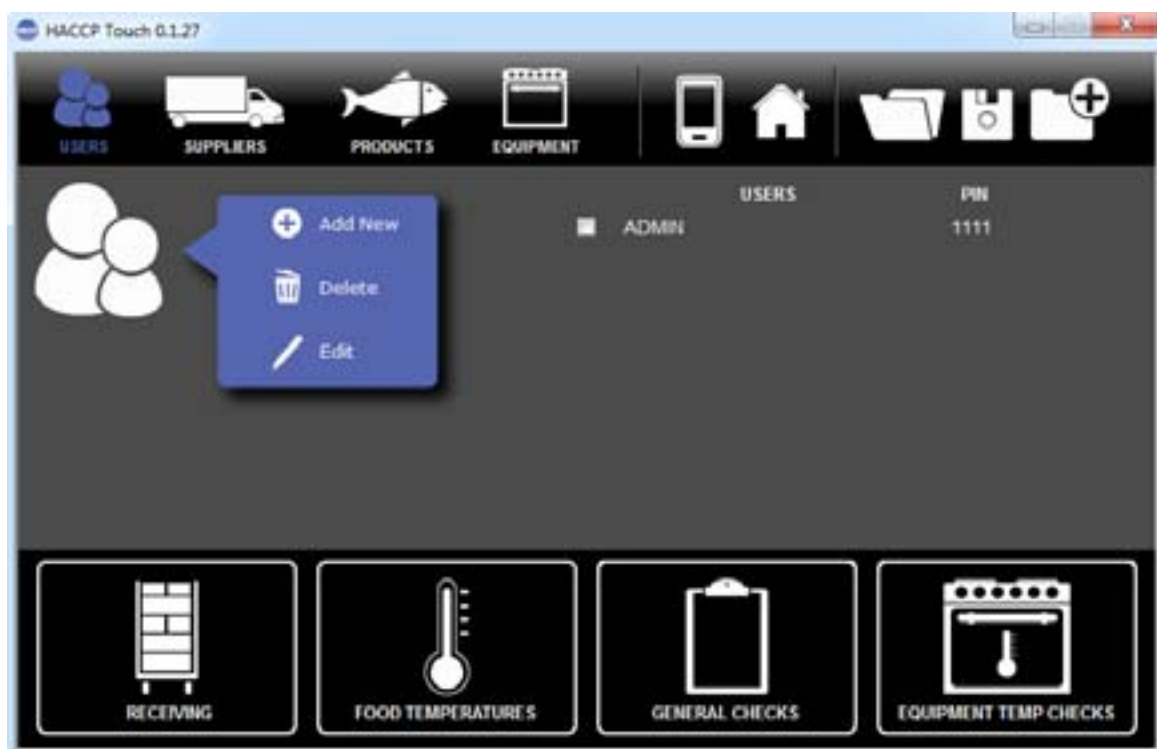 HACCP Touch 0.1.27
USERS SUPPLIERS PRODUCTS EQUIPMENT
USERS PIN
Add New
ADMIN 1111
Delete
Edit
RECEIVING FOOD TEMPERATURES GENERAL CHECKS EQUIPMENT TEMP CHECKS